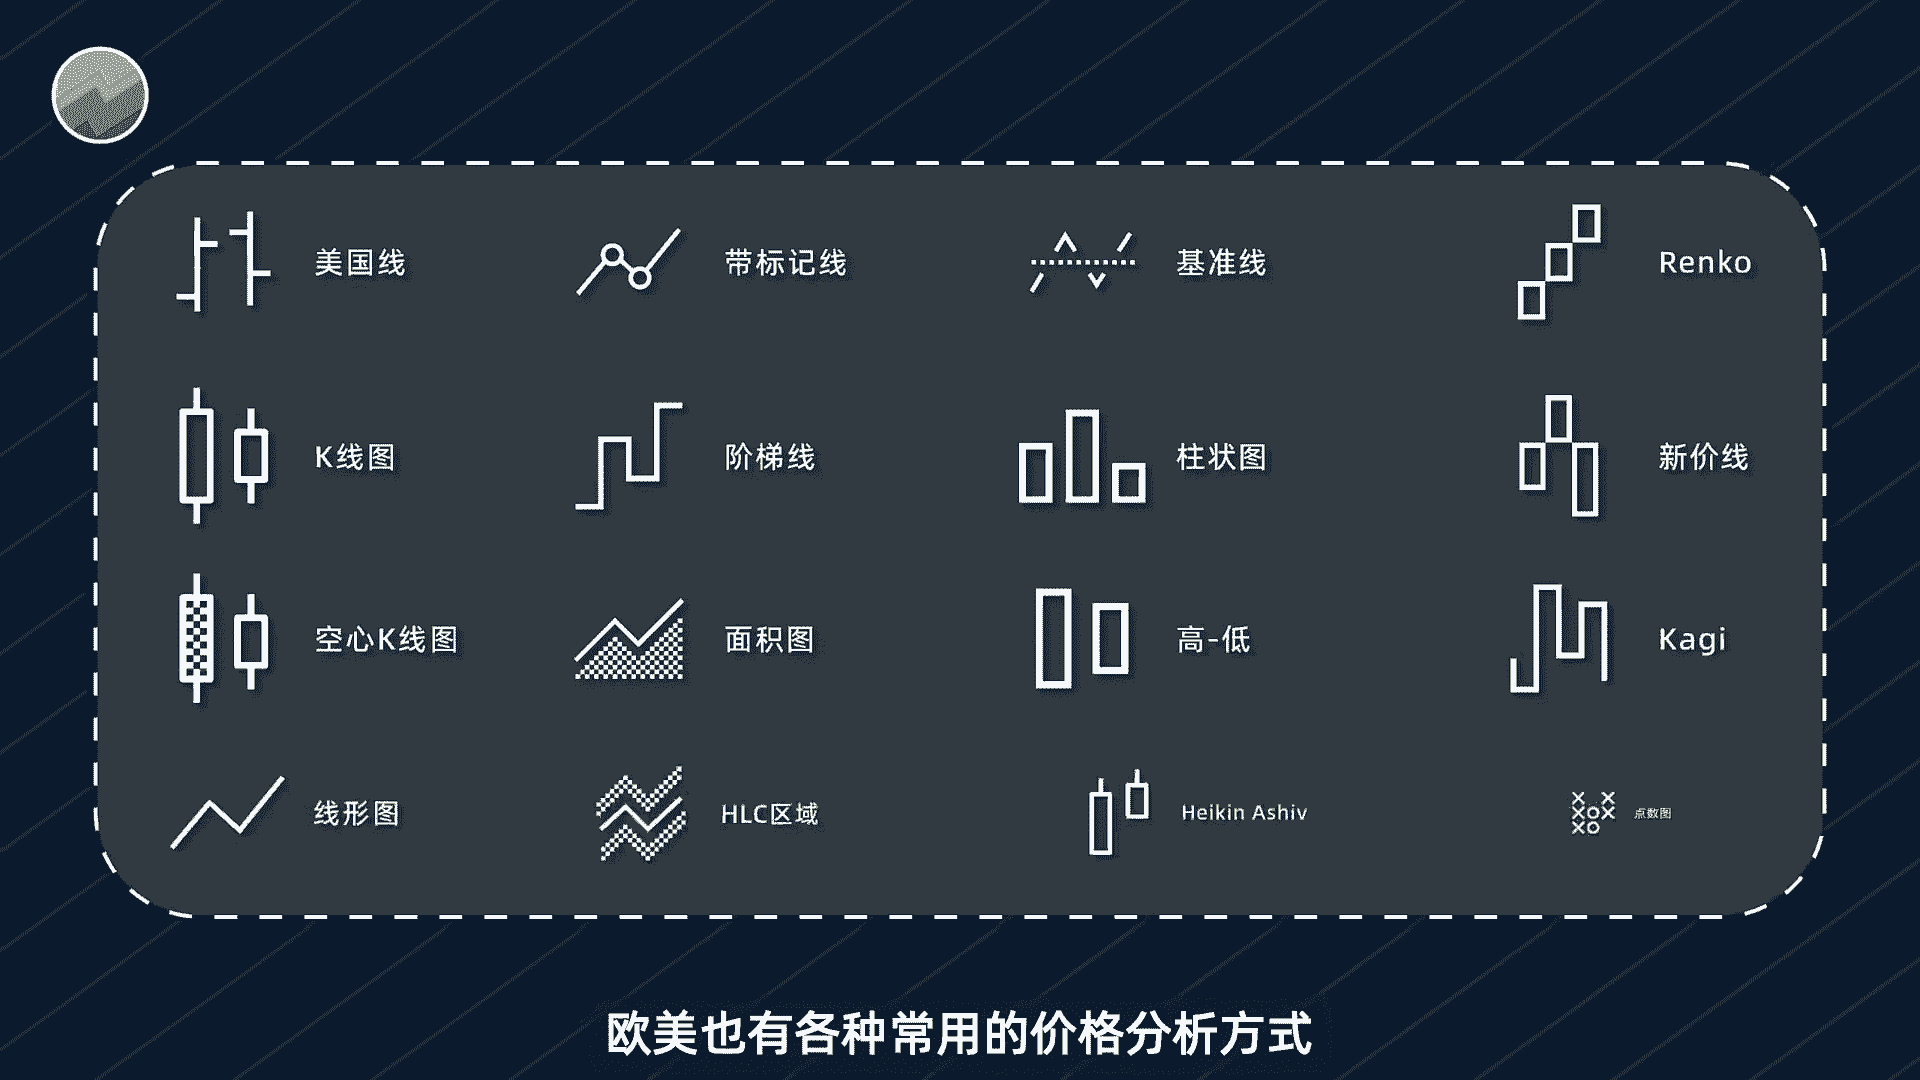 美国线
带标记线
基准线
Renko
K线图
阶梯线
柱状图
新价线
空心K线图
面积图
高-低
Kagi
线形图
HLC区域
Heikin Ashiv
点数图
欧美也有各种常用的价格分析方式